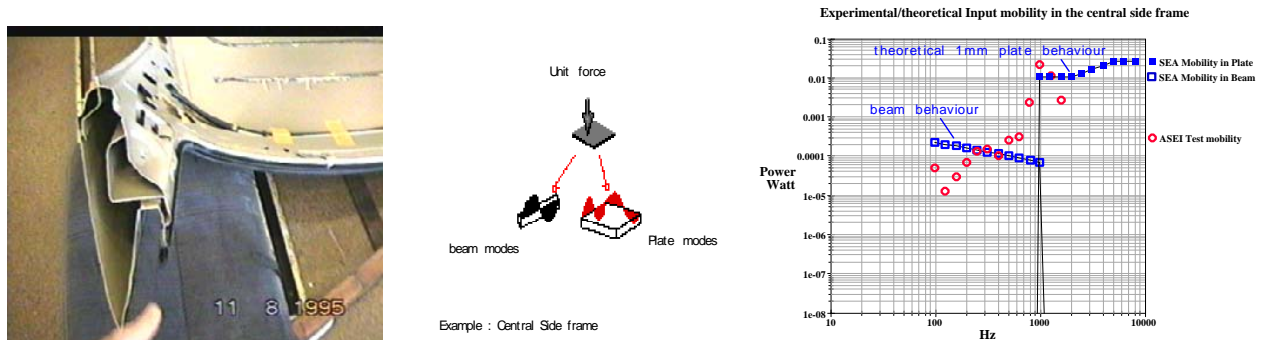 11 8 1995
Unit force
beam modes
Plate modes
Example : Central Side frame
Experimental/theoretical Input mobility in the central side frame
0.1
0.01
0.001
0.0001
1e-05
1e-06
1e-07
1e-08
Power
Watt
theoretical 1mm plate behaviour
beam behaviour
SEA Mobility in Plate
SEA Mobility in Beam
ASEI Test mobility
10
100
1000
10000
Hz